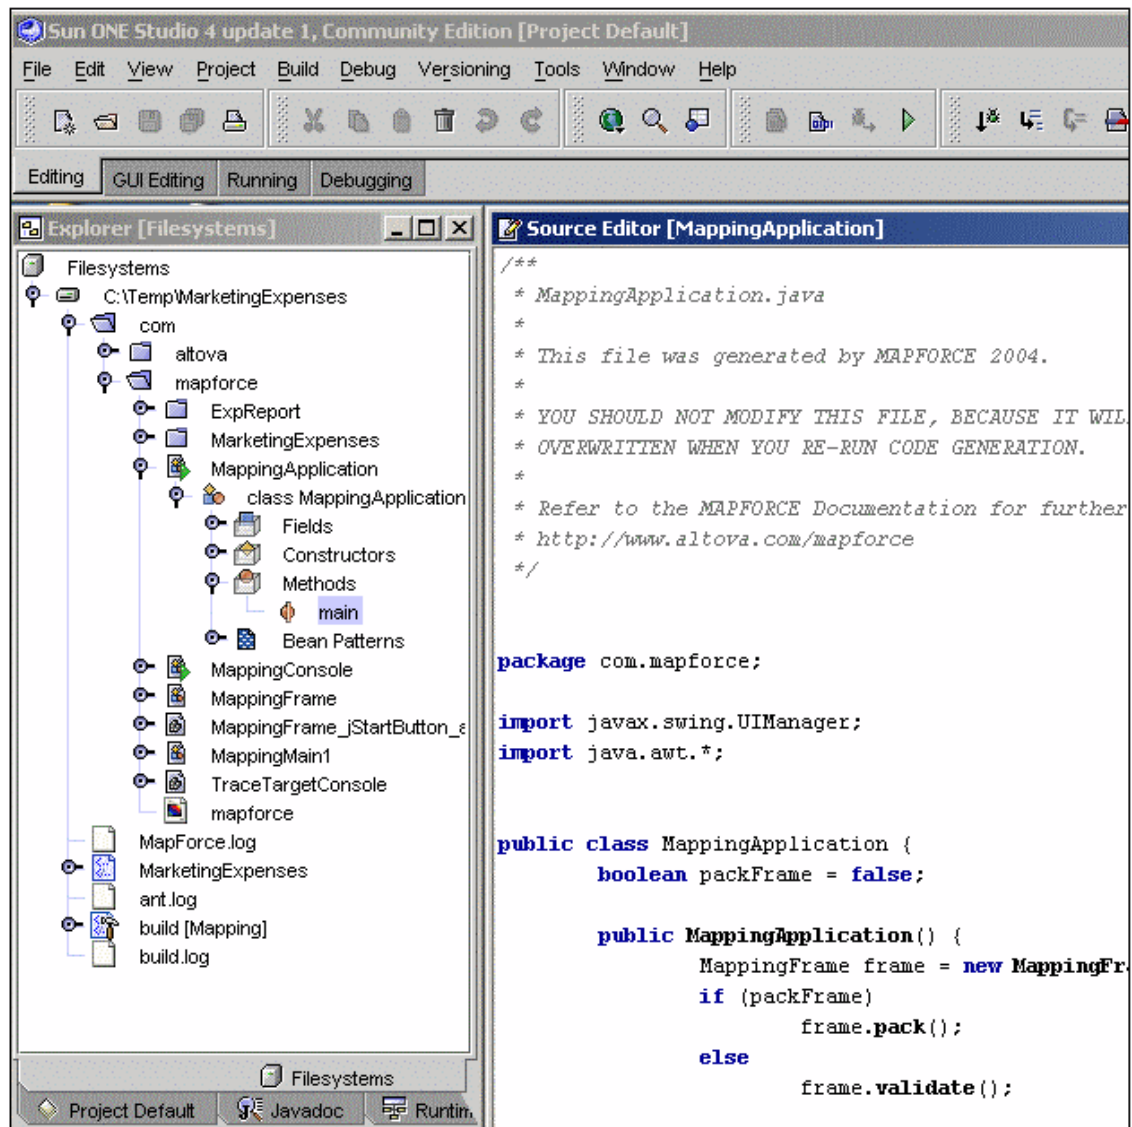 Sun ONE Studio 4 update 1, Community Edition [Project Default]
File Edit View Project Build Debug Versioning Tools Window Help
Editing GUI Editing Running Debugging
Explorer [Filesystems]
Filesystems
C:\Temp\MarketingExpenses
com
altova
mapforce
ExpReport
MarketingExpenses
MappingApplication
class MappingApplication
Fields
Constructors
Methods
main
Bean Patterns
MappingConsole
MappingFrame
MappingFrame_jStartButton_a
MappingMain1
TraceTargetConsole
mapforce
MapForce.log
MarketingExpenses
ant.log
build [Mapping]
build.log
Filesystems
Project Default Javadoc Runtim
Source Editor [MappingApplication]
/**
* MappingApplication.java
*
* This file was generated by MAPFORCE 2004.
*
* YOU SHOULD NOT MODIFY THIS FILE, BECAUSE IT WIL
* OVERWRITTEN WHEN YOU RE-RUN CODE GENERATION.
*
* Refer to the MAPFORCE Documentation for further
* http://www.altova.com/mapforce
*/
package com.mapforce;
import javax.swing.UIManager;
import java.awt.*;
public class MappingApplication {
boolean packFrame = false;
public MappingApplication() {
MappingFrame frame = new MappingFra
if (packFrame)
frame.pack();
else
frame.validate();